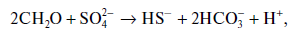 2CH₂O + SO₄²⁻ → HS⁻ + 2HCO₃⁻ + H⁺,